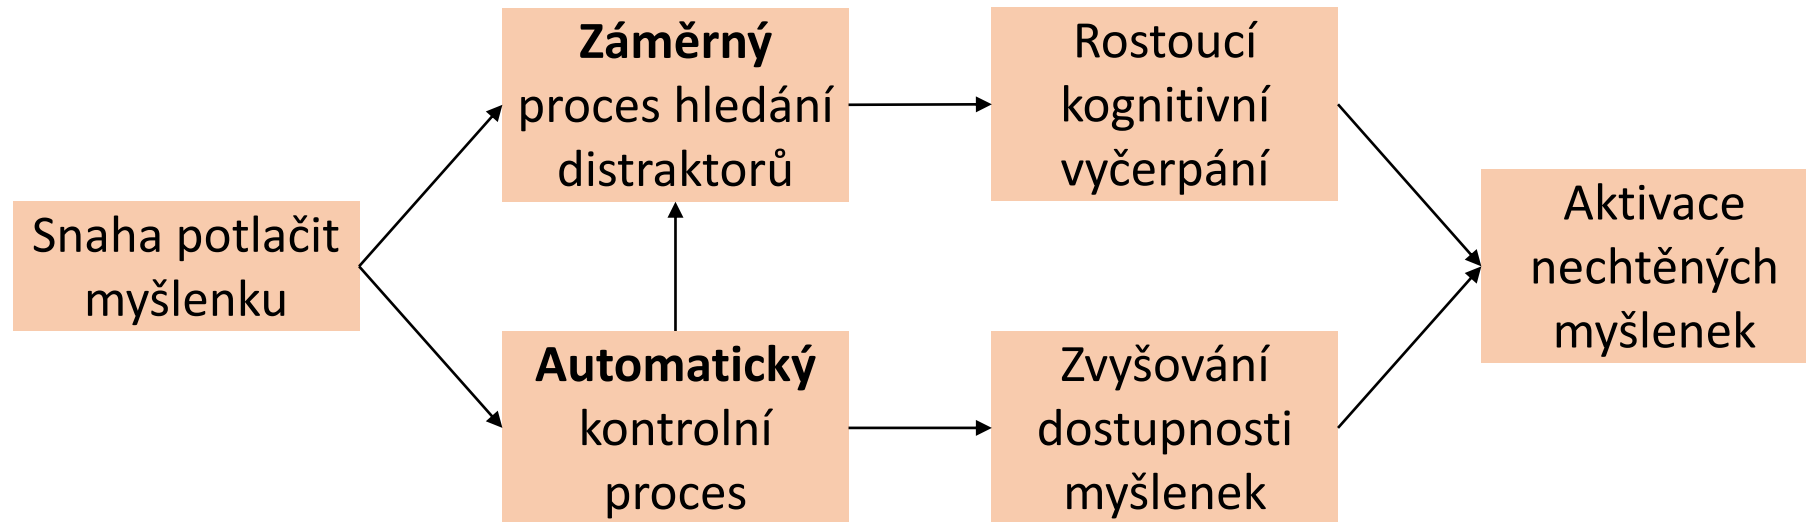 Snaha potlačit
myšlenku
Záměrný
proces hledání
distraktorů
Automatický
kontrolní
proces
Rostoucí
kognitivní
vyčerpání
Zvyšování
dostupnosti
myšlenek
Aktivace
nechtěných
myšlenek